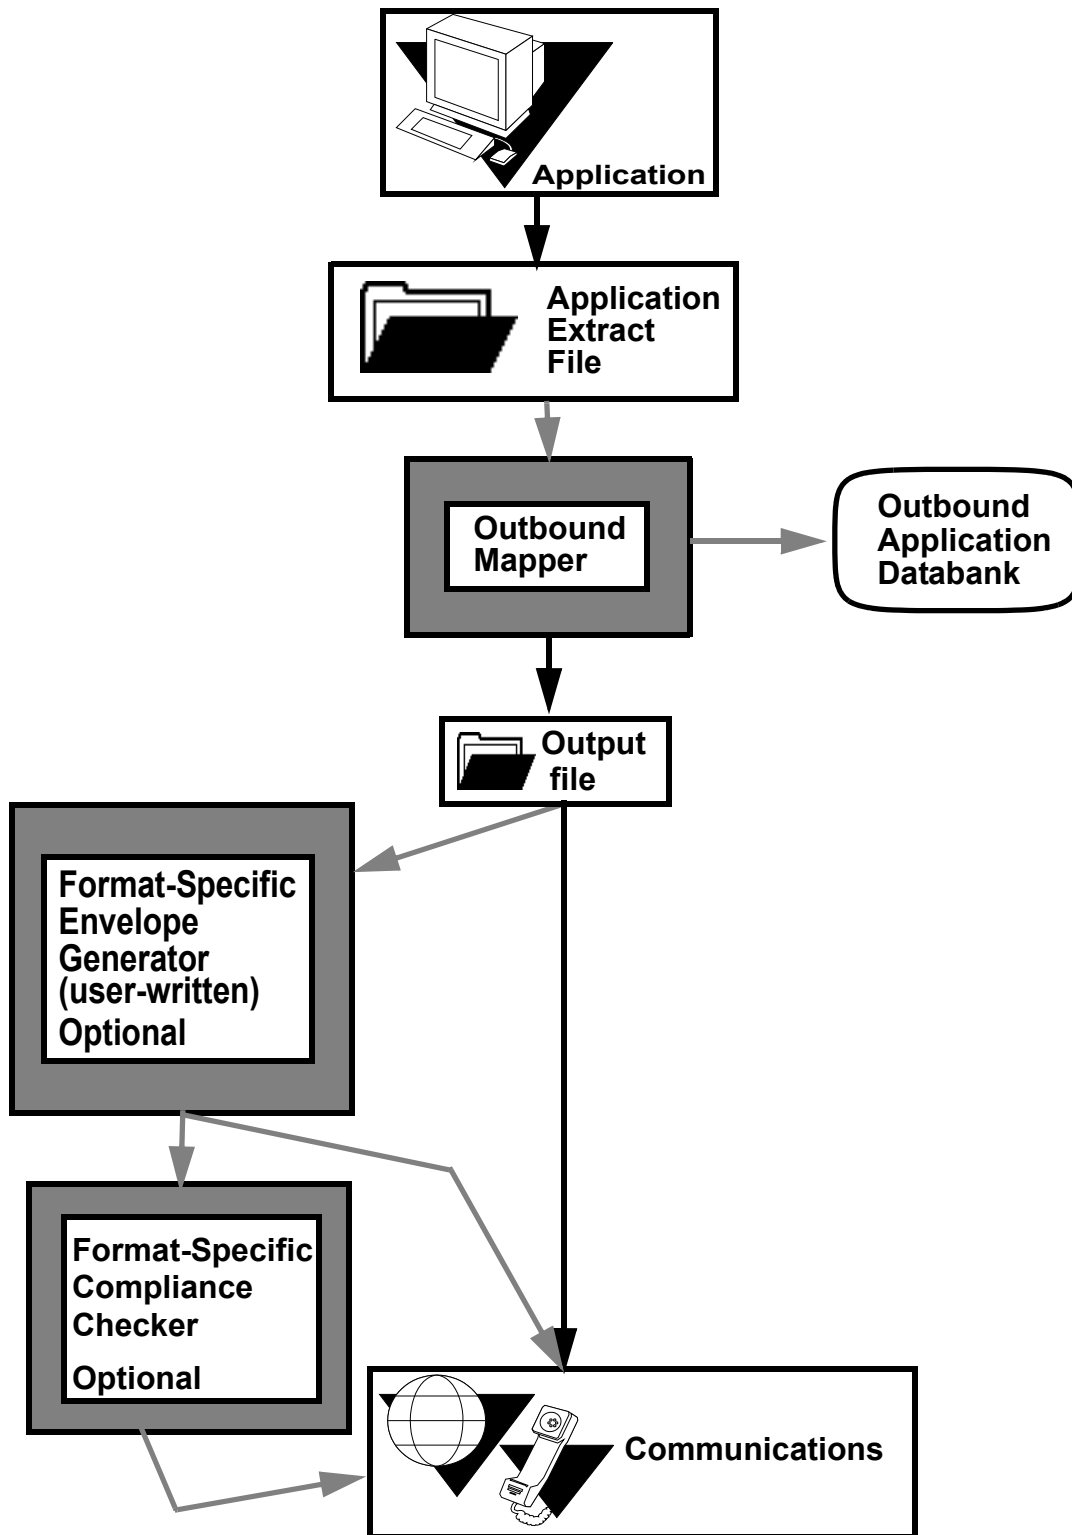 Application
Application
Extract
File
Outbound
Mapper
Outbound
Application
Databank
Output
file
Format-Specific
Envelope
Generator
(user-written)
Optional
Format-Specific
Compliance
Checker
Optional
Communications